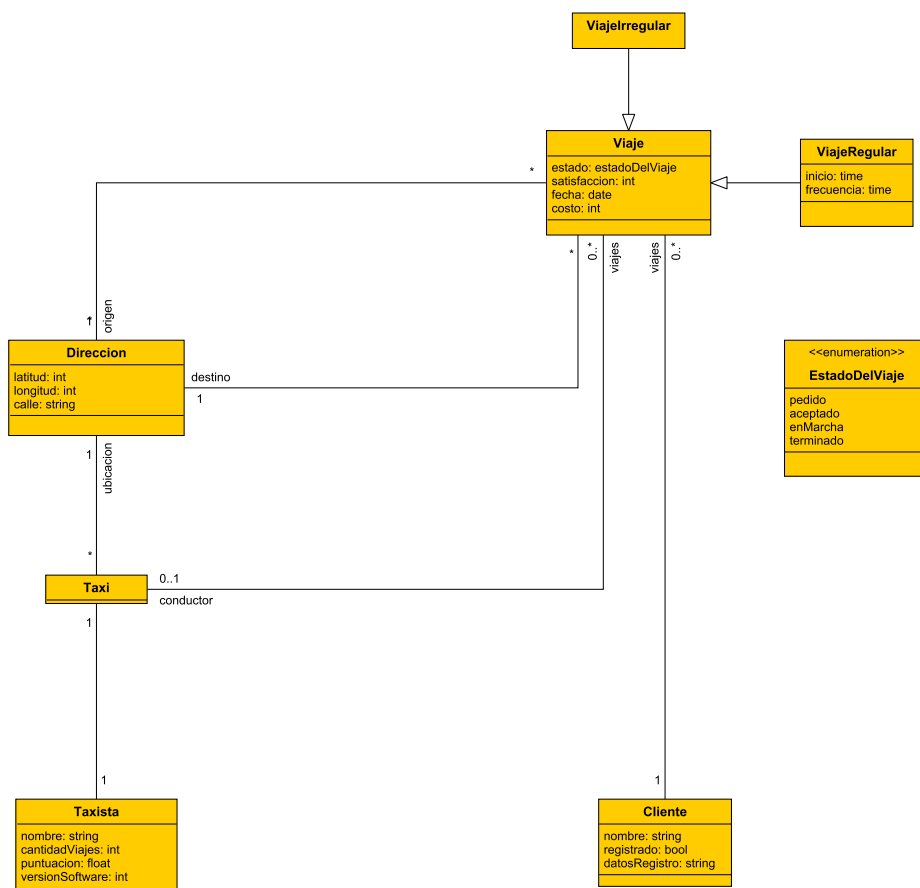 ViajeIrregular
Viaje
estado: estadoDelViaje
satisfaccion: int
fecha: date
costo: int
ViajeRegular
inicio: time
frecuencia: time
*
*
0..*
viajes
viajes
0..*
origen
Direccion
latitud: int
longitud: int
calle: string
destino
1
<<enumeration>>
EstadoDelViaje
pedido
aceptado
enMarcha
terminado
1
ubicacion
*
Taxi
0..1
conductor
1
1
1
Taxista
nombre: string
cantidadViajes: int
puntuacion: float
versionSoftware: int
Cliente
nombre: string
registrado: bool
datosRegistro: string